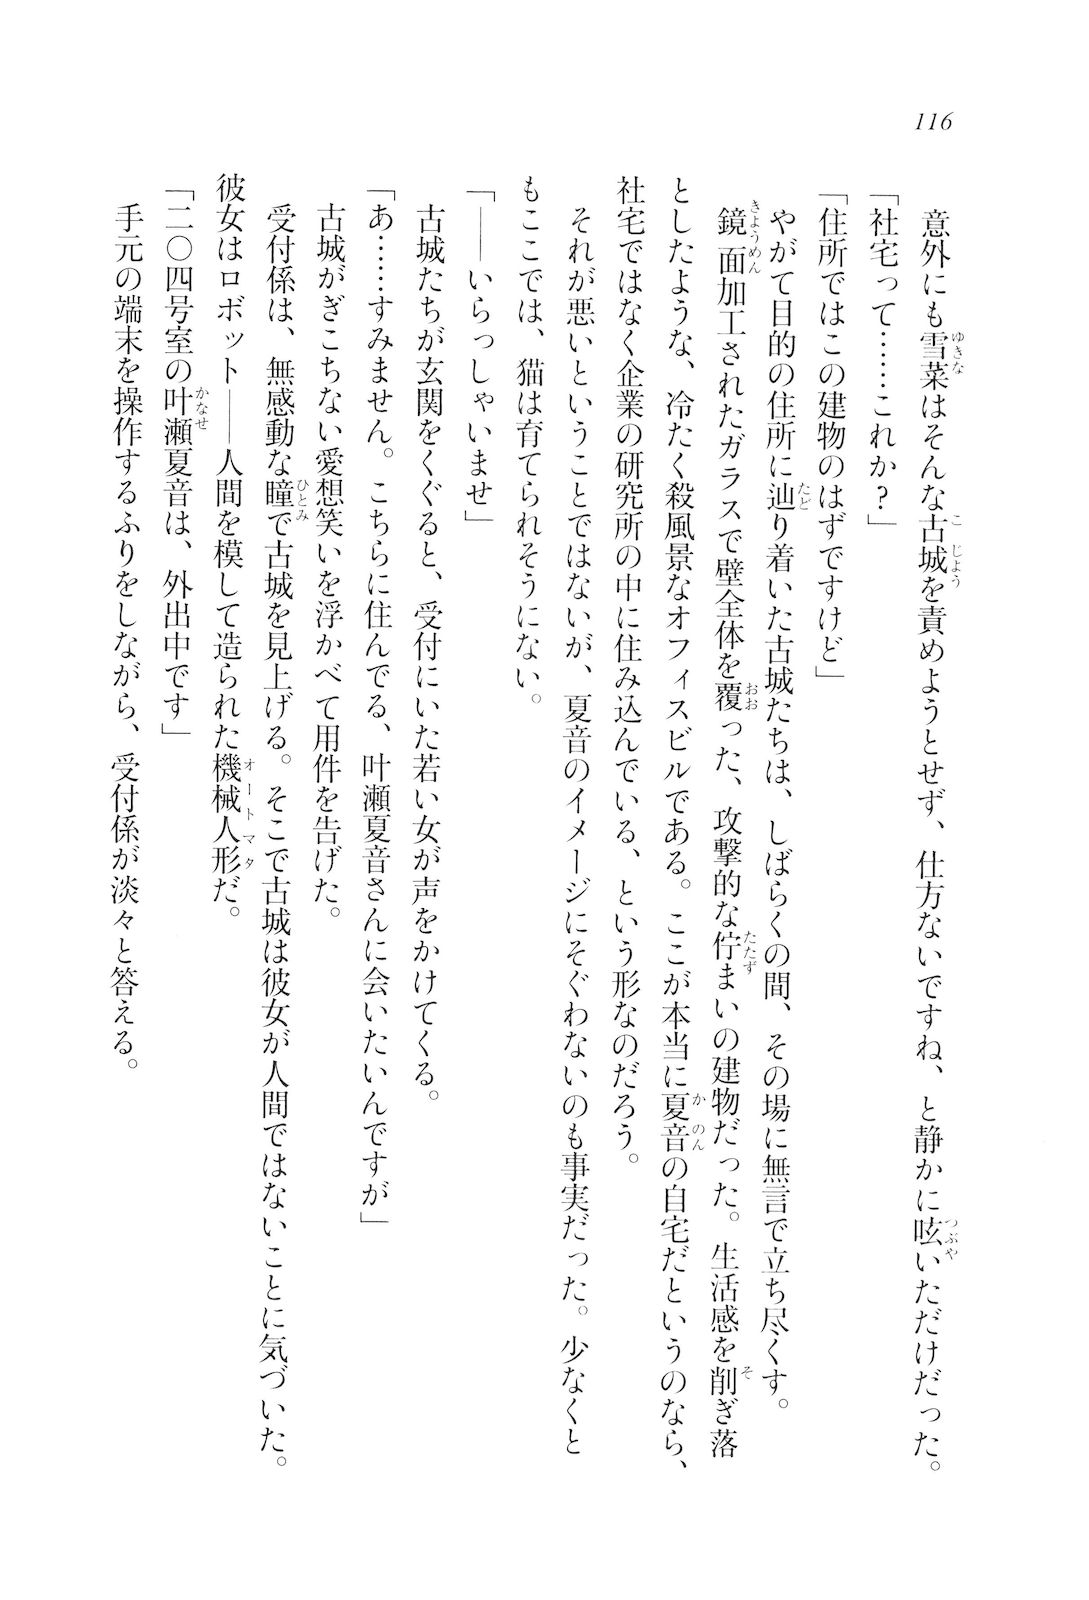 116
意外にも雪菜はそんな古城を責めようとせず、仕方ないですね、と静かに呟いただけだった。
「社宅って……これか?」
「住所ではこの建物のはずですけど」
やがて目的の住所に辿り着いた古城たちは、しばらくの間、その場に無言で立ち尽くす。
鏡面加工されたガラスで壁全体を覆った、攻撃的な佇まいの建物だった。生活感を削ぎ落
としたような、冷たく殺風景なオフィスビルである。ここが本当に夏音の自宅だというのなら、
社宅ではなく企業の研究所の中に住み込んでいる、という形なのだろう。
それが悪いということではないが、夏音のイメージにそぐわないのも事実だった。少なくと
もここでは、猫は育てられそうにない。
「――いらっしゃいませ」
古城たちが玄関をくぐると、受付にいた若い女が声をかけてくる。
「あ……すみません。こちらに住んでる、叶瀬夏音さんに会いたいんですが」
古城がぎこちない愛想笑いを浮かべて用件を告げた。
受付係は、無感動な瞳で古城を見上げる。そこで古城は彼女が人間ではないことに気づいた。
彼女はロボット――人間を模して造られた機械人形だ。
「二〇四号室の叶瀬夏音は、外出中です」
手元の端末を操作するふりをしながら、受付係が淡々と答える。